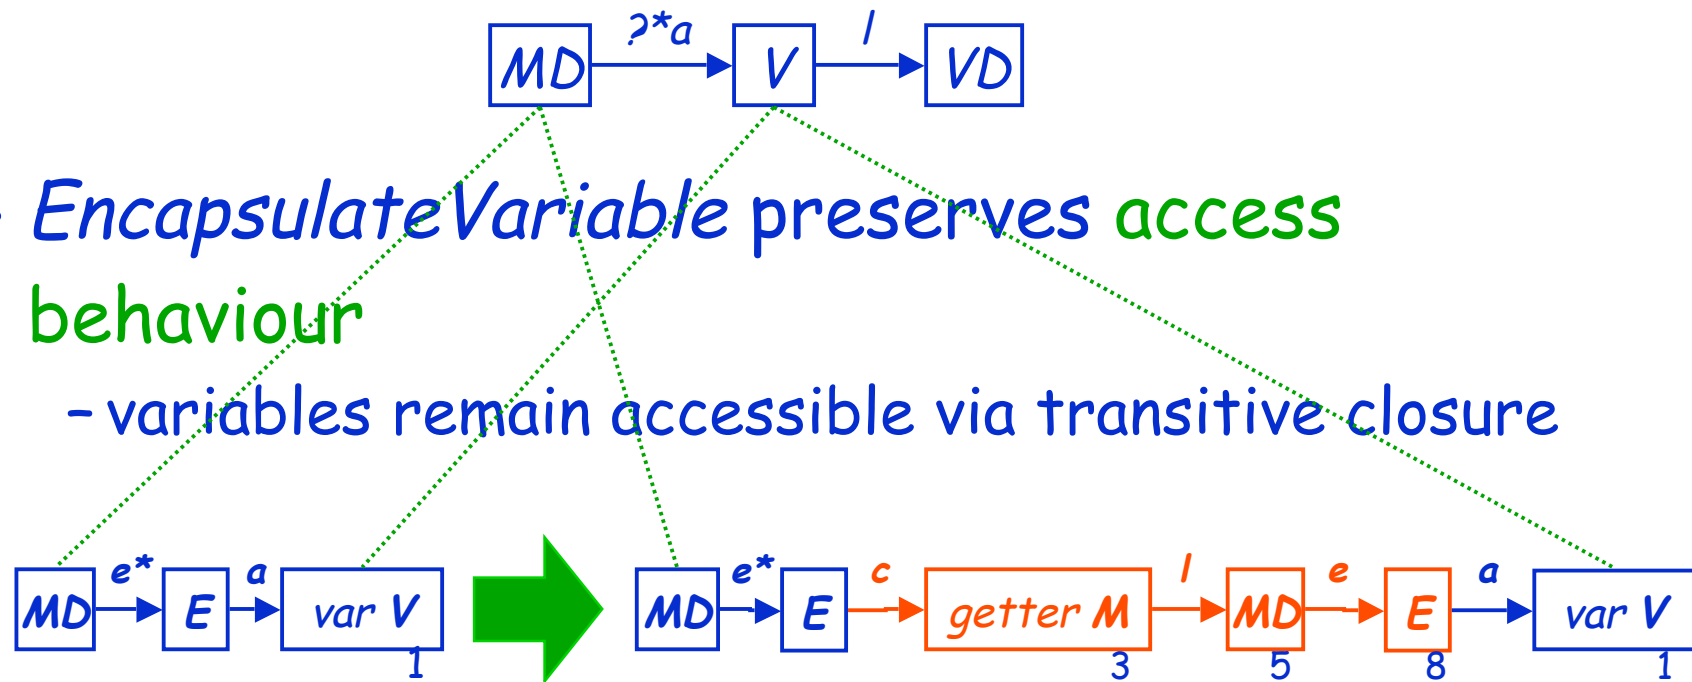 ?*a l
MD V VD
• EncapsulateVariable preserves access
behaviour
– variables remain accessible via transitive closure
e* a e* c l e a
MD E var V MD E getter M MD E var V
1 3 5 8 1